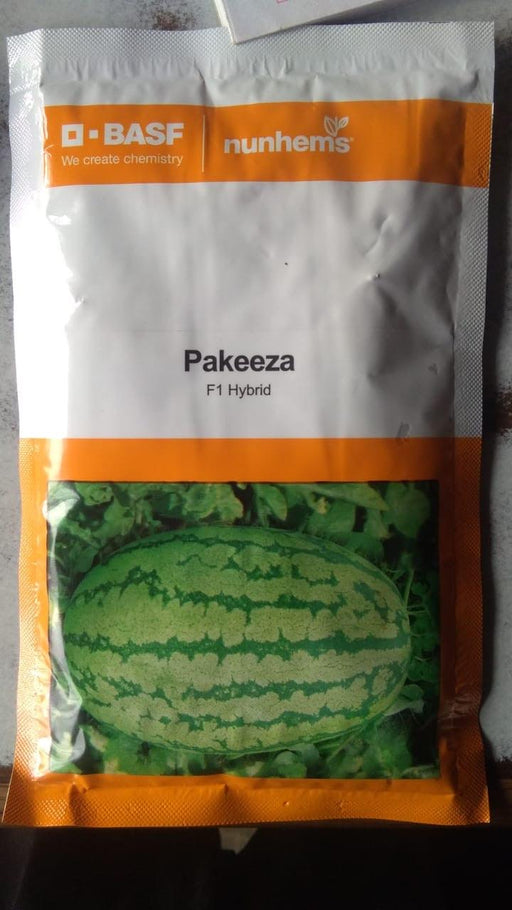 BASF
We create chemistry
nunhems®
Pakeeza
F1 Hybrid